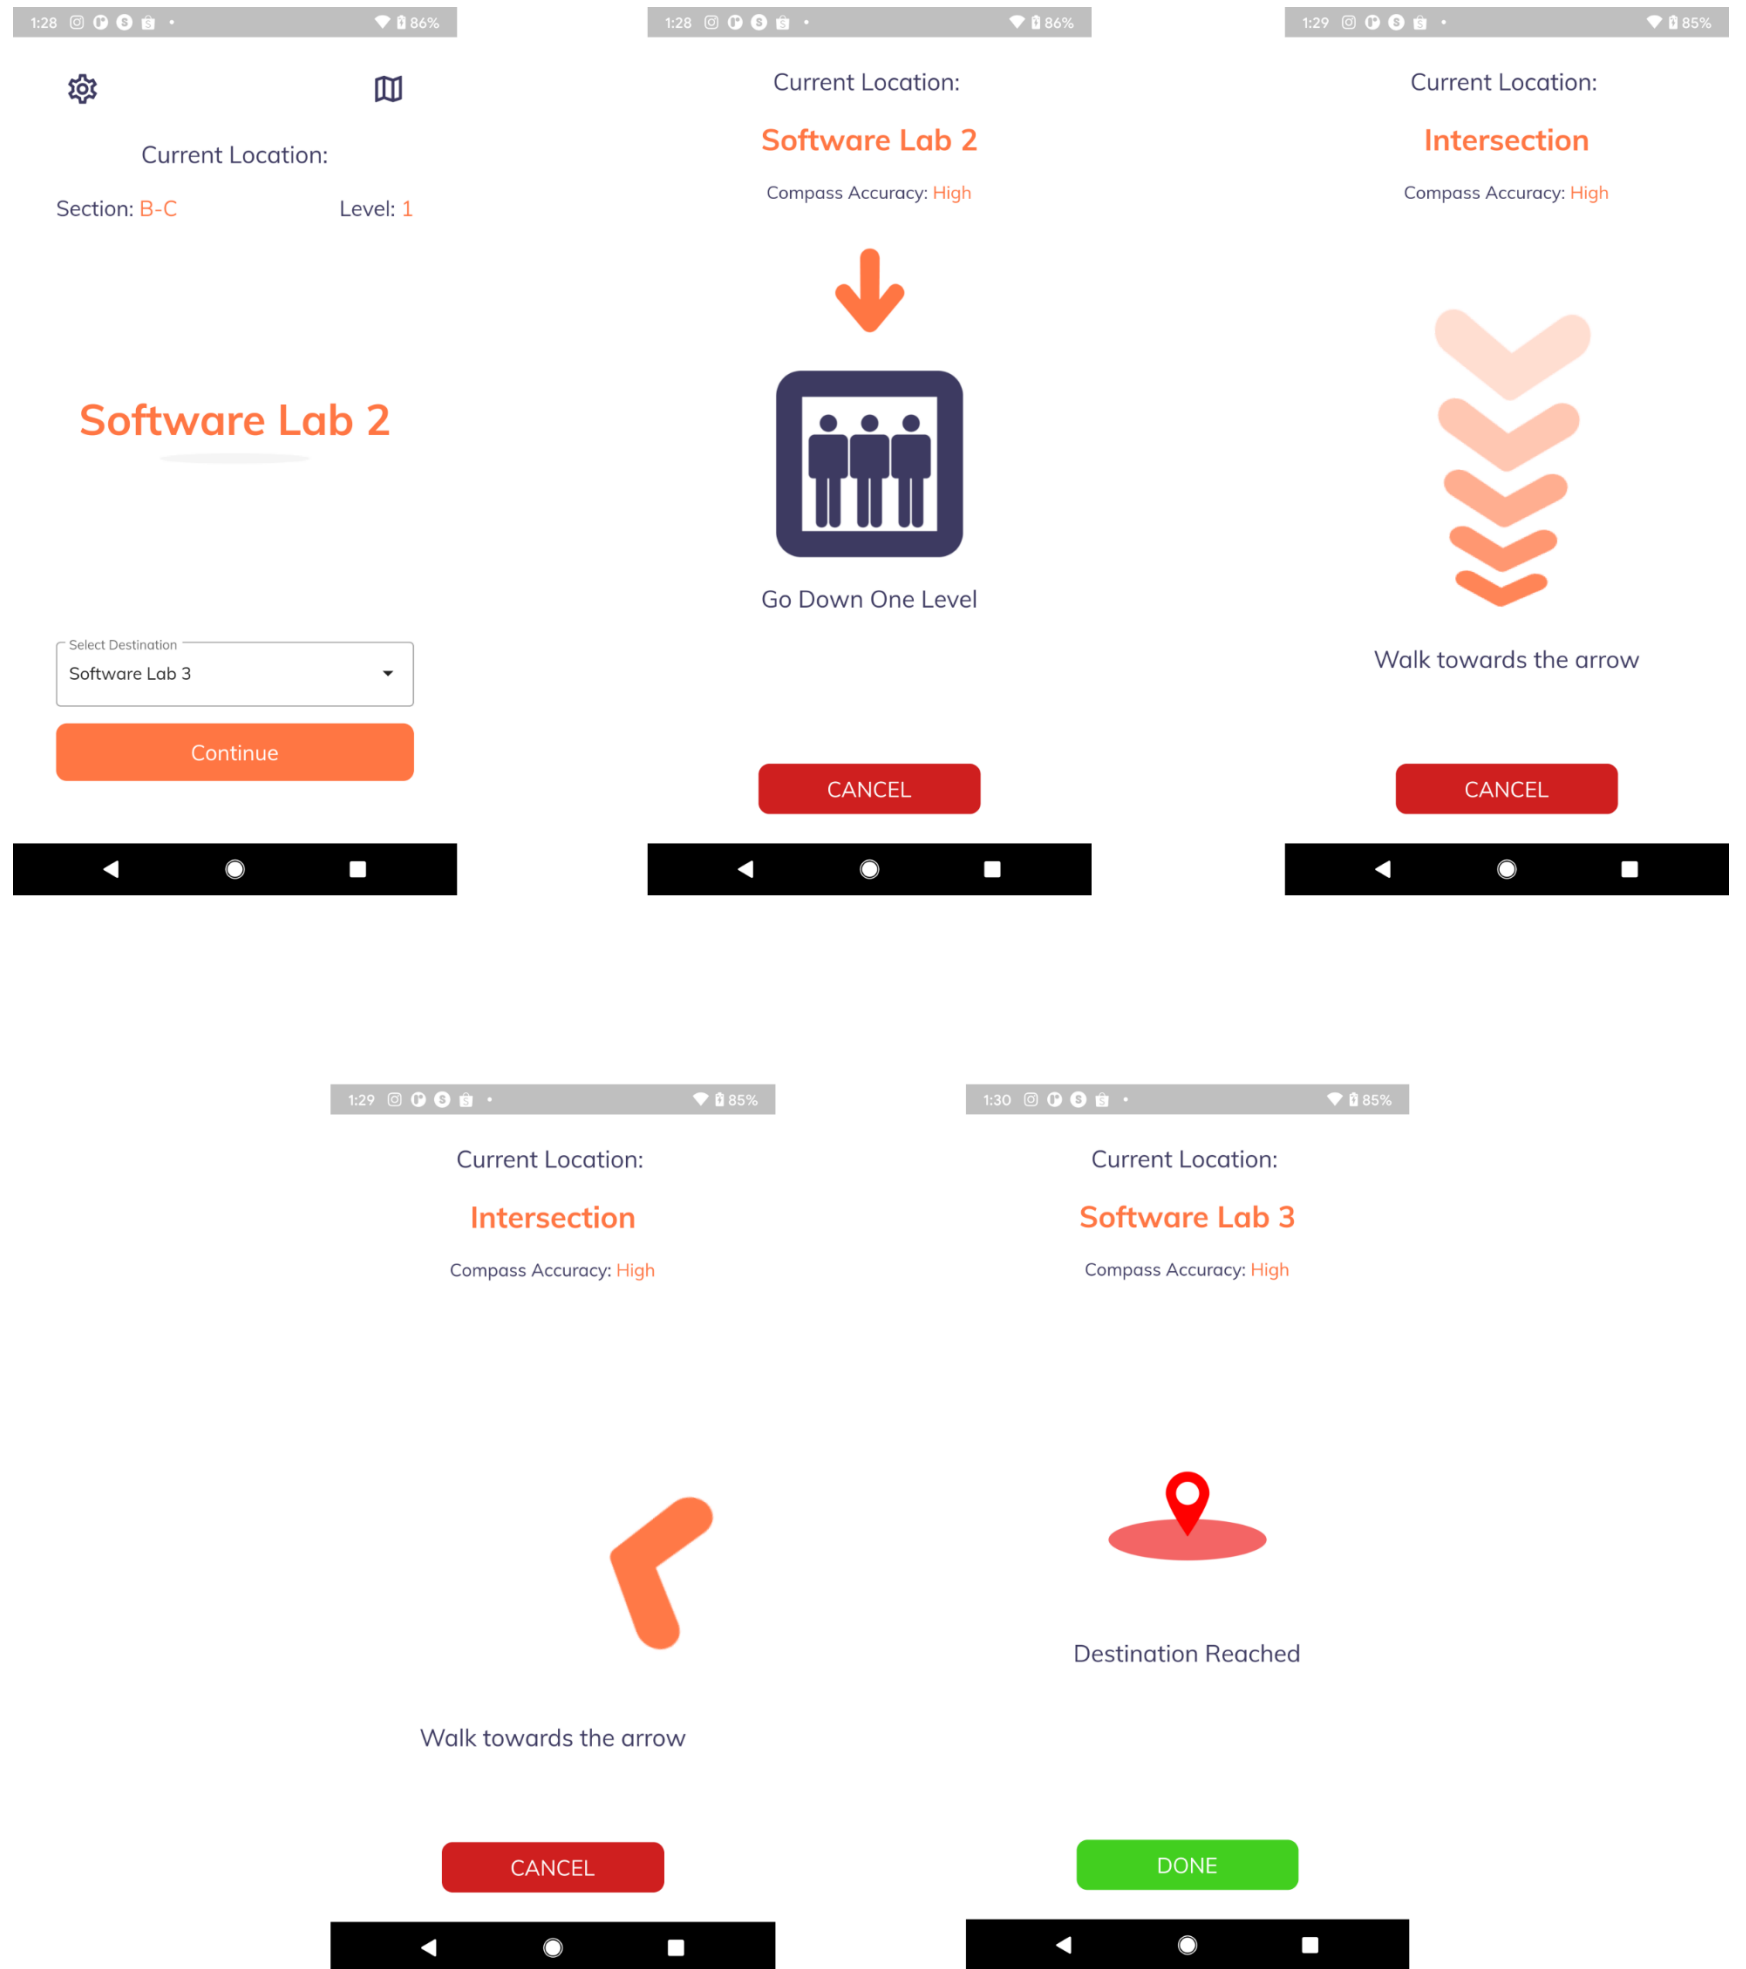 1:28
86%
Current Location:
Section: B-C
Level: 1
Software Lab 2
Select Destination
Software Lab 3
Continue
1:28
86%
Current Location:
Software Lab 2
Compass Accuracy: High
Go Down One Level
CANCEL
1:29
85%
Current Location:
Intersection
Compass Accuracy: High
Walk towards the arrow
CANCEL
1:29
85%
Current Location:
Intersection
Compass Accuracy: High
Walk towards the arrow
CANCEL
1:30
85%
Current Location:
Software Lab 3
Compass Accuracy: High
Destination Reached
DONE